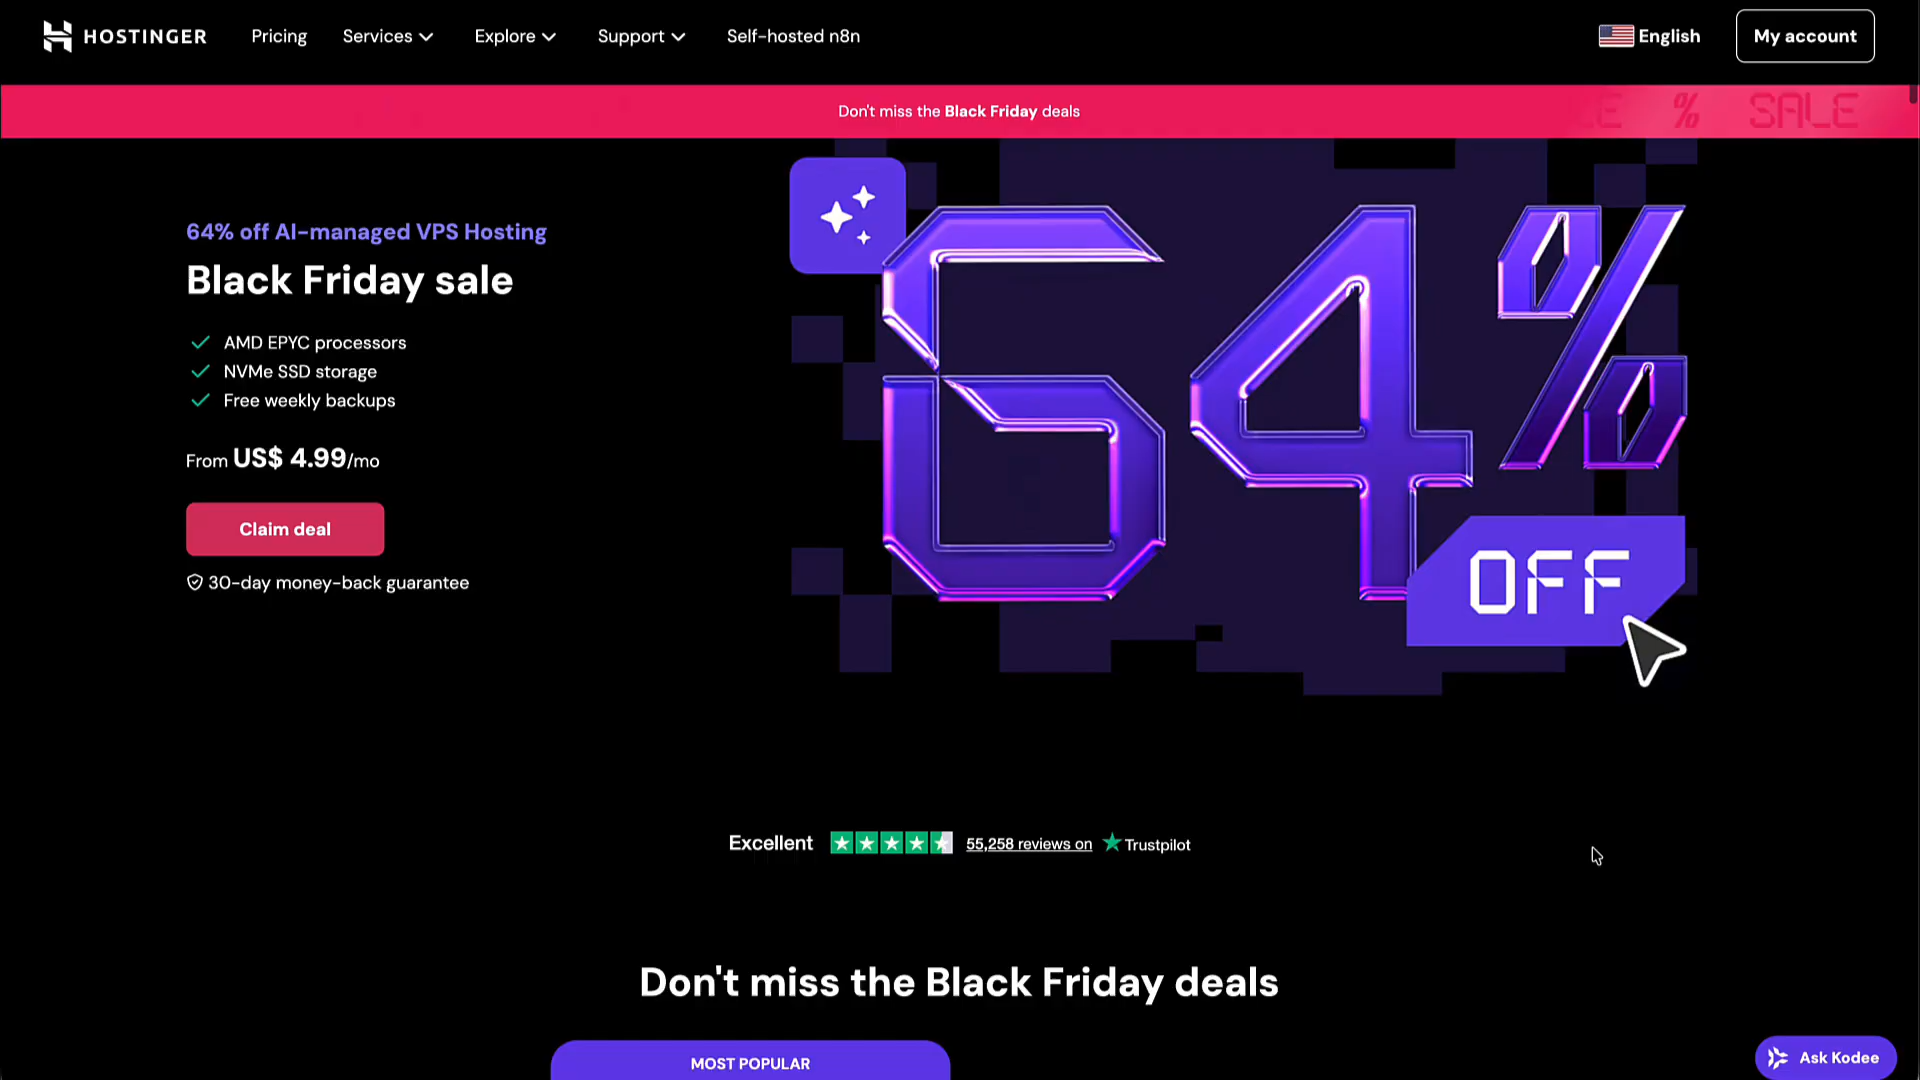 HOSTINGER
Pricing
Services
Explore
Support
Self-hosted n8n
English
My account
Don't miss the Black Friday deals
% SALE
64% off AI-managed VPS Hosting
Black Friday sale
AMD EPYC processors
NVMe SSD storage
Free weekly backups
From US$ 4.99/mo
Claim deal
30-day money-back guarantee
64%
OFF
Excellent
55,258 reviews on
Trustpilot
Don't miss the Black Friday deals
MOST POPULAR
Ask Kodee